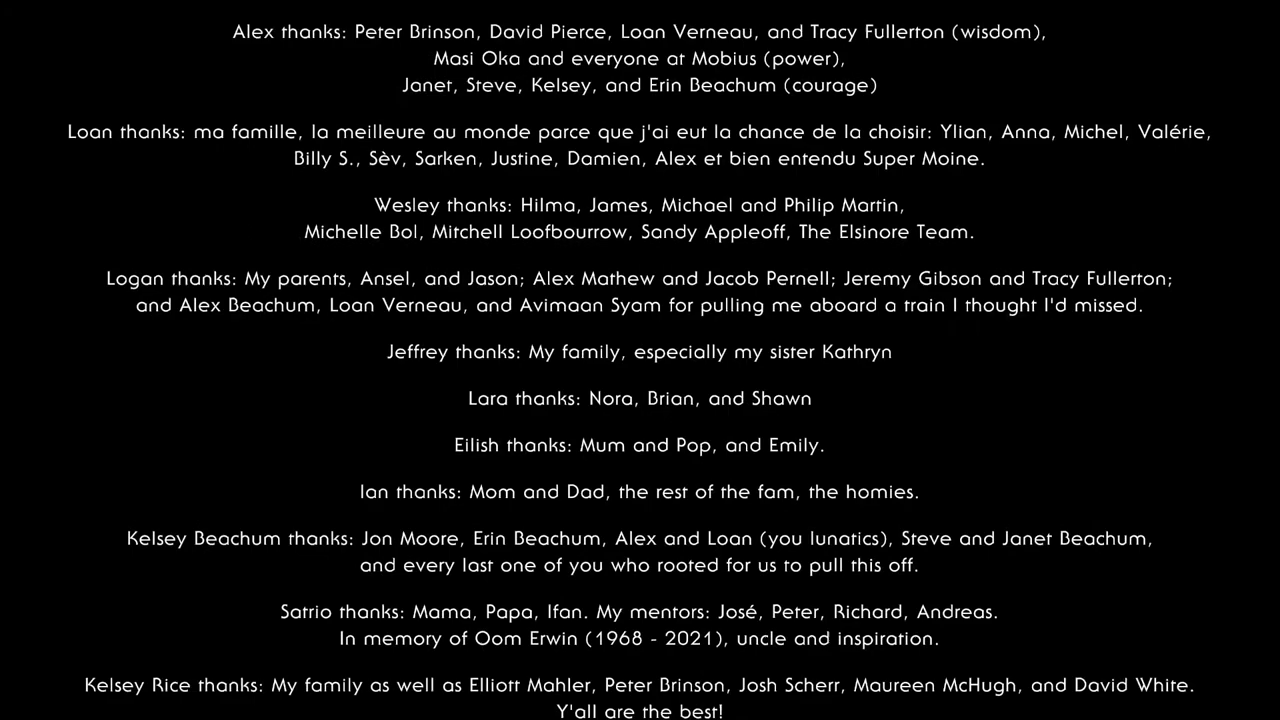 Alex thanks: Peter Brinson, David Pierce, Loan Verneau, and Tracy Fullerton (wisdom),
Masi Oka and everyone at Mobius (power),
Janet, Steve, Kelsey, and Erin Beachum (courage)
Loan thanks: ma famille, la meilleure au monde parce que j'ai eut la chance de la choisir: Ylian, Anna, Michel, Valérie,
Billy S., Sèv, Sarken, Justine, Damien, Alex et bien entendu Super Moine.
Wesley thanks: Hilma, James, Michael and Philip Martin,
Michelle Bol, Mitchell Loofbourrow, Sandy Appleoff, The Elsinore Team.
Logan thanks: My parents, Ansel, and Jason; Alex Mathew and Jacob Pernell; Jeremy Gibson and Tracy Fullerton;
and Alex Beachum, Loan Verneau, and Avimaan Syam for pulling me aboard a train I thought I'd missed.
Jeffrey thanks: My family, especially my sister Kathryn
Lara thanks: Nora, Brian, and Shawn
Eilish thanks: Mum and Pop, and Emily.
Ian thanks: Mom and Dad, the rest of the fam, the homies.
Kelsey Beachum thanks: Jon Moore, Erin Beachum, Alex and Loan (you lunatics), Steve and Janet Beachum,
and every last one of you who rooted for us to pull this off.
Satrio thanks: Mama, Papa, Ifan. My mentors: José, Peter, Richard, Andreas.
In memory of Oom Erwin (1968 - 2021), uncle and inspiration.
Kelsey Rice thanks: My family as well as Elliott Mahler, Peter Brinson, Josh Scherr, Maureen McHugh, and David White.
Y'all are the best!